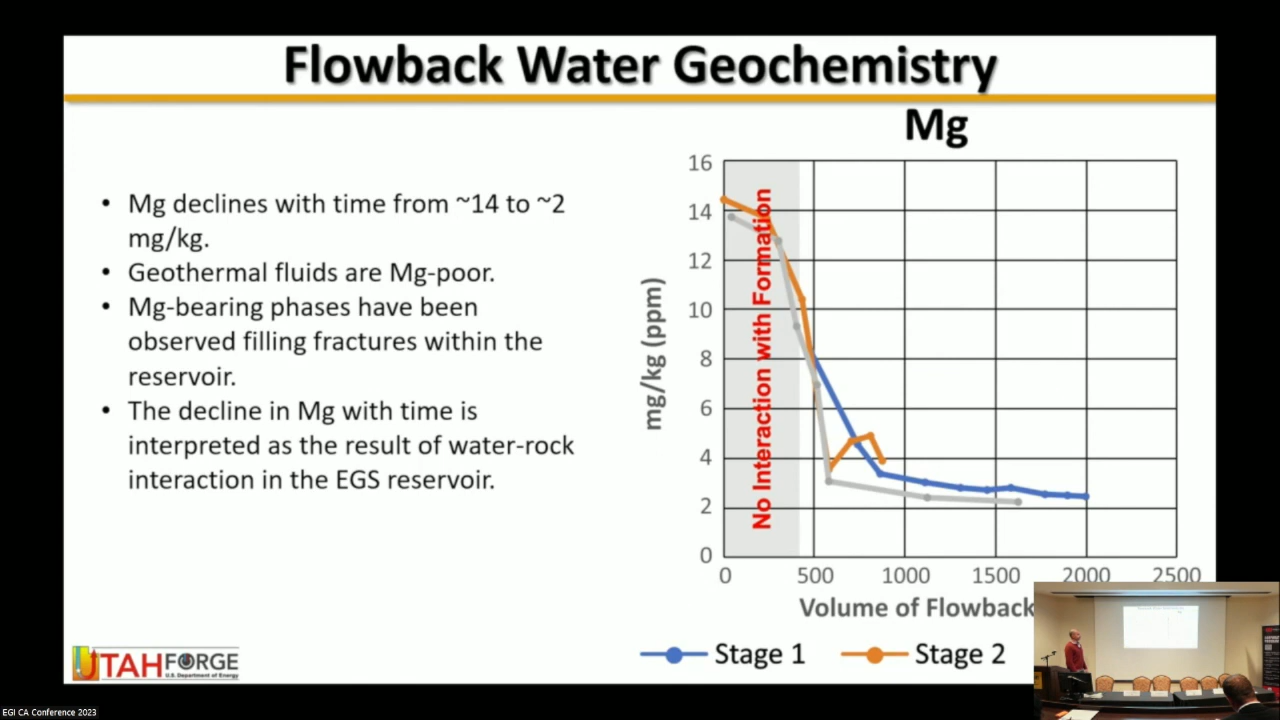 Flowback Water Geochemistry
Mg
• Mg declines with time from ~14 to ~2
mg/kg.
• Geothermal fluids are Mg-poor.
• Mg-bearing phases have been
observed filling fractures within the
reservoir.
• The decline in Mg with time is
interpreted as the result of water-rock
interaction in the EGS reservoir.
16
14
12
10
8
6
4
2
0
mg/kg (ppm)
No Interaction with Formation
0 500 1000 1500 2000 2500
Volume of Flowback
Stage 1 Stage 2
UTAHFORGE
U.S. Department of Energy
EGI CA Conference 2023